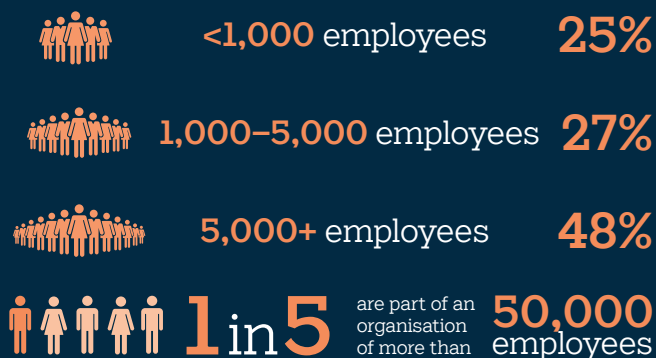 <1,000 employees 25%
1,000–5,000 employees 27%
5,000+ employees 48%
1 in 5
are part of an
organisation
of more than
50,000
employees